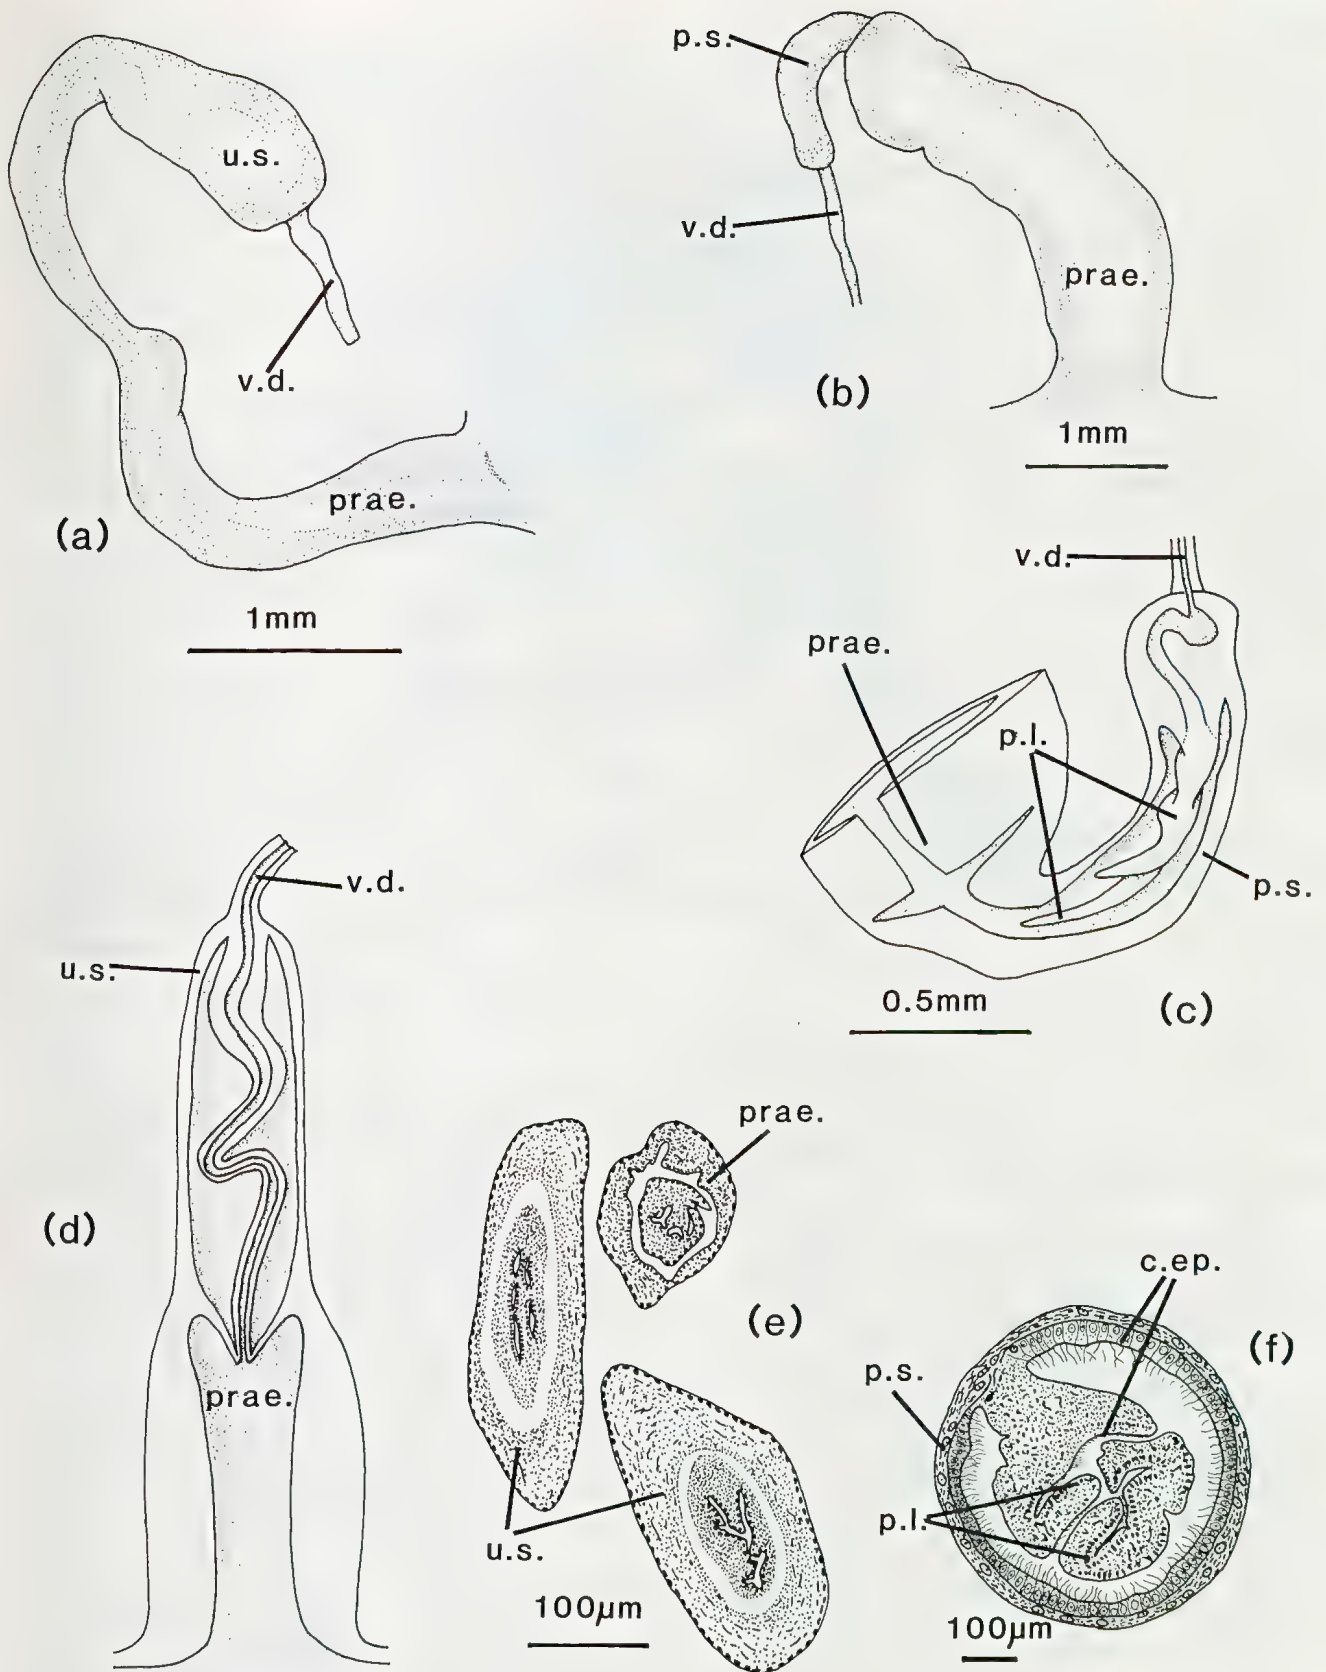 u.s.
v.d.
prae.
(a)
1mm
p.s.
v.d.
prae.
(b)
1mm
v.d.
prae.
p.l.
p.s.
0.5mm
(c)
v.d.
u.s.
(d)
prae.
prae.
(e)
u.s.
100μm
c.ep.
(f)
p.s.
p.l.
100μm